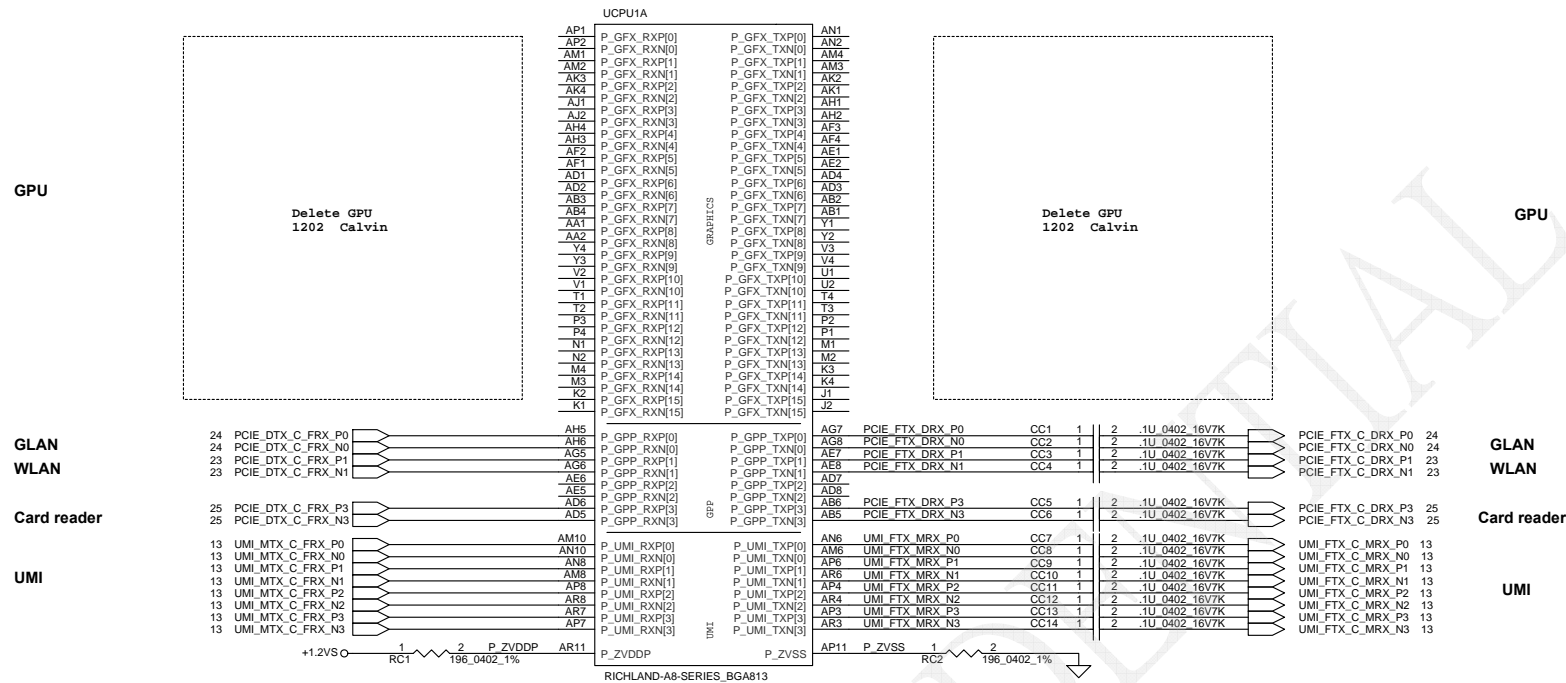 UCPU1A
AP1 P_GFX_RXP[0] P_GFX_TXP[0] AN1
AP2 P_GFX_RXN[0] P_GFX_TXN[0] AN2
AM1 P_GFX_RXP[1] P_GFX_TXP[1] AM4
AM2 P_GFX_RXN[1] P_GFX_TXN[1] AM3
AK3 P_GFX_RXP[2] P_GFX_TXP[2] AK2
AK4 P_GFX_RXN[2] P_GFX_TXN[2] AK1
AJ1 P_GFX_RXP[3] P_GFX_TXP[3] AH1
AJ2 P_GFX_RXN[3] P_GFX_TXN[3] AH2
AH4 P_GFX_RXP[4] P_GFX_TXP[4] AF3
AH3 P_GFX_RXN[4] P_GFX_TXN[4] AF4
AF2 P_GFX_RXP[5] P_GFX_TXP[5] AE1
AF1 P_GFX_RXN[5] P_GFX_TXN[5] AE2
AD1 P_GFX_RXP[6] P_GFX_TXP[6] AD4
AD2 P_GFX_RXN[6] P_GFX_TXN[6] AD3
AB3 P_GFX_RXP[7] P_GFX_TXP[7] AB2
AB4 P_GFX_RXN[7] P_GFX_TXN[7] AB1
AA1 P_GFX_RXP[8] P_GFX_TXP[8] Y1
AA2 P_GFX_RXN[8] P_GFX_TXN[8] Y2
Y4 P_GFX_RXP[9] P_GFX_TXP[9] V3
Y3 P_GFX_RXN[9] P_GFX_TXN[9] V4
V2 P_GFX_RXP[10] P_GFX_TXP[10] U1
V1 P_GFX_RXN[10] P_GFX_TXN[10] U2
T1 P_GFX_RXP[11] P_GFX_TXP[11] T4
T2 P_GFX_RXN[11] P_GFX_TXN[11] T3
P3 P_GFX_RXP[12] P_GFX_TXP[12] P2
P4 P_GFX_RXN[12] P_GFX_TXN[12] P1
N1 P_GFX_RXP[13] P_GFX_TXP[13] M1
N2 P_GFX_RXN[13] P_GFX_TXN[13] M2
M4 P_GFX_RXP[14] P_GFX_TXP[14] K3
M3 P_GFX_RXN[14] P_GFX_TXN[14] K4
K2 P_GFX_RXP[15] P_GFX_TXP[15] J1
K1 P_GFX_RXN[15] P_GFX_TXN[15] J2
GRAPHICS
GPU
Delete GPU
1202 Calvin
Delete GPU
1202 Calvin
GPU
GLAN
WLAN
24 PCIE_DTX_C_FRX_P0 AH5 P_GPP_RXP[0] P_GPP_TXP[0] AG7 PCIE_FTX_DRX_P0 CC1 1 2 .1U_0402_16V7K PCIE_FTX_C_DRX_P0 24
24 PCIE_DTX_C_FRX_N0 AH6 P_GPP_RXN[0] P_GPP_TXN[0] AG8 PCIE_FTX_DRX_N0 CC2 1 2 .1U_0402_16V7K PCIE_FTX_C_DRX_N0 24
23 PCIE_DTX_C_FRX_P1 AG5 P_GPP_RXP[1] P_GPP_TXP[1] AE7 PCIE_FTX_DRX_P1 CC3 1 2 .1U_0402_16V7K PCIE_FTX_C_DRX_P1 23
23 PCIE_DTX_C_FRX_N1 AG6 P_GPP_RXN[1] P_GPP_TXN[1] AE8 PCIE_FTX_DRX_N1 CC4 1 2 .1U_0402_16V7K PCIE_FTX_C_DRX_N1 23
GLAN
WLAN
AE6 P_GPP_RXP[2] P_GPP_TXP[2] AD7
AE5 P_GPP_RXN[2] P_GPP_TXN[2] AD8
Card reader
25 PCIE_DTX_C_FRX_P3 AD6 P_GPP_RXP[3] P_GPP_TXP[3] AB6 PCIE_FTX_DRX_P3 CC5 1 2 .1U_0402_16V7K PCIE_FTX_C_DRX_P3 25
25 PCIE_DTX_C_FRX_N3 AD5 P_GPP_RXN[3] P_GPP_TXN[3] AB5 PCIE_FTX_DRX_N3 CC6 1 2 .1U_0402_16V7K PCIE_FTX_C_DRX_N3 25
Card reader
GPP
UMI
13 UMI_MTX_C_FRX_P0 AM10 P_UMI_RXP[0] P_UMI_TXP[0] AN6 UMI_FTX_MRX_P0 CC7 1 2 .1U_0402_16V7K UMI_FTX_C_MRX_P0 13
13 UMI_MTX_C_FRX_N0 AN10 P_UMI_RXN[0] P_UMI_TXN[0] AM6 UMI_FTX_MRX_N0 CC8 1 2 .1U_0402_16V7K UMI_FTX_C_MRX_N0 13
13 UMI_MTX_C_FRX_P1 AN8 P_UMI_RXP[1] P_UMI_TXP[1] AP6 UMI_FTX_MRX_P1 CC9 1 2 .1U_0402_16V7K UMI_FTX_C_MRX_P1 13
13 UMI_MTX_C_FRX_N1 AM8 P_UMI_RXN[1] P_UMI_TXN[1] AR6 UMI_FTX_MRX_N1 CC10 1 2 .1U_0402_16V7K UMI_FTX_C_MRX_N1 13
13 UMI_MTX_C_FRX_P2 AP8 P_UMI_RXP[2] P_UMI_TXP[2] AP4 UMI_FTX_MRX_P2 CC11 1 2 .1U_0402_16V7K UMI_FTX_C_MRX_P2 13
13 UMI_MTX_C_FRX_N2 AR8 P_UMI_RXN[2] P_UMI_TXN[2] AR4 UMI_FTX_MRX_N2 CC12 1 2 .1U_0402_16V7K UMI_FTX_C_MRX_N2 13
13 UMI_MTX_C_FRX_P3 AR7 P_UMI_RXP[3] P_UMI_TXP[3] AP3 UMI_FTX_MRX_P3 CC13 1 2 .1U_0402_16V7K UMI_FTX_C_MRX_P3 13
13 UMI_MTX_C_FRX_N3 AP7 P_UMI_RXN[3] P_UMI_TXN[3] AR3 UMI_FTX_MRX_N3 CC14 1 2 .1U_0402_16V7K UMI_FTX_C_MRX_N3 13
UMI
UMI
+1.2VS 1 2 P_ZVDDP AR11 P_ZVDDP P_ZVSS AP11 P_ZVSS 1 2
RC1 196_0402_1% RC2 196_0402_1%
RICHLAND-A8-SERIES_BGA813
DENTIAL